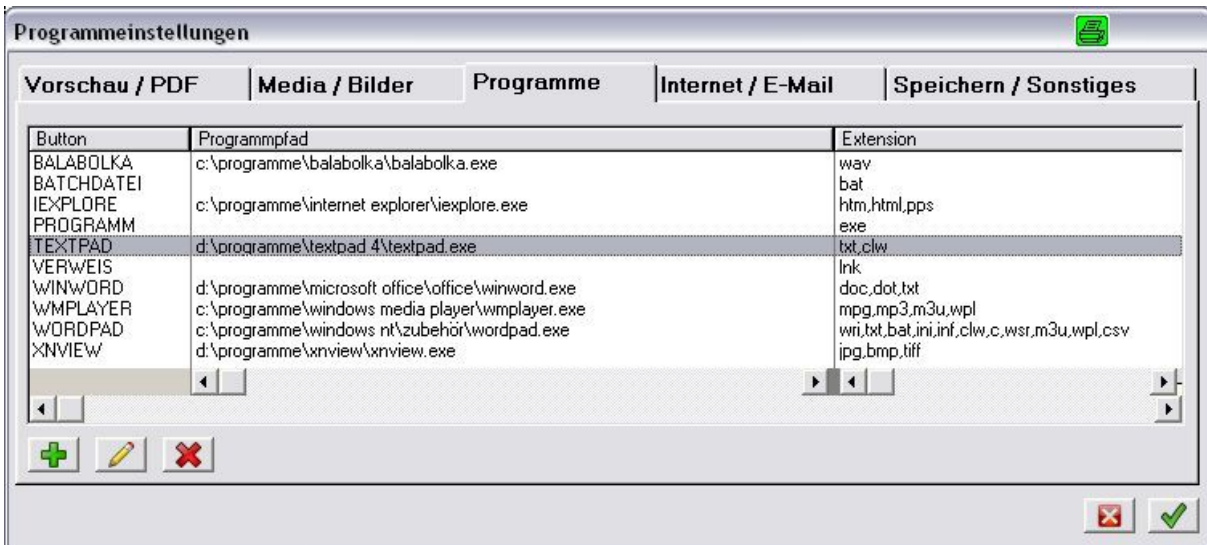 Programmeinstellungen
Vorschau / PDF Media / Bilder Programme Internet / E-Mail Speichern / Sonstiges
Button Programmpfad Extension
BALABOLKA c:\programme\balabolka\balabolka.exe wav
BATCHDATEI bat
IEXPLORE c:\programme\internet explorer\iexplore.exe htm,html,pps
PROGRAMM exe
TEXTPAD d:\programme\textpad 4\textpad.exe txt,clw
VERWEIS lnk
WINWORD d:\programme\microsoft office\office\winword.exe doc,dot,txt
WMPLAYER c:\programme\windows media player\wmplayer.exe mpg,mp3,m3u,wpl
WORDPAD c:\programme\windows nt\zubehör\wordpad.exe wri,txt,bat,ini,inf,clw,c,wsr,m3u,wpl,csv
XNVIEW d:\programme\xnview\xnview.exe jpg,bmp,tiff